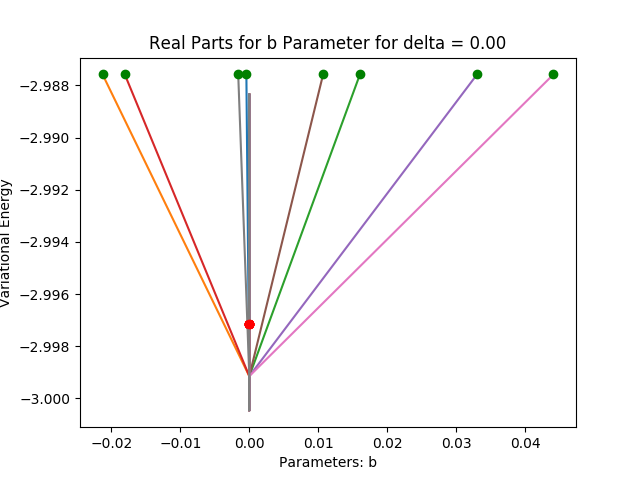 Real Parts for b Parameter for delta = 0.00
Variational Energy
−2.988
−2.990
−2.992
−2.994
−2.996
−2.998
−3.000
−0.02 −0.01 0.00 0.01 0.02 0.03 0.04
Parameters: b